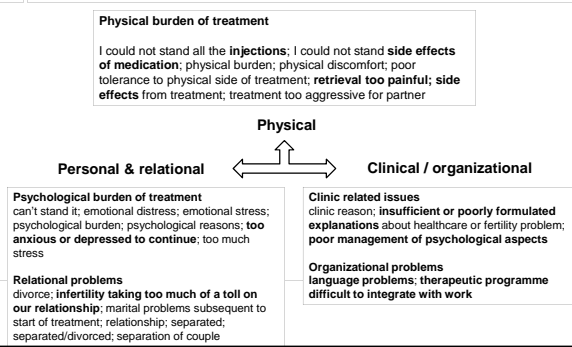 Physical burden of treatment
I could not stand all the injections; I could not stand side effects
of medication; physical burden; physical discomfort; poor
tolerance to physical side of treatment; retrieval too painful; side
effects from treatment; treatment too aggressive for partner
Physical
Personal & relational
Clinical / organizational
Psychological burden of treatment
can't stand it; emotional distress; emotional stress;
psychological burden; psychological reasons; too
anxious or depressed to continue; too much
stress
Relational problems
divorce; infertility taking too much of a toll on
our relationship; marital problems subsequent to
start of treatment; relationship; separated;
separated/divorced; separation of couple
Clinic related issues
clinic reason; insufficient or poorly formulated
explanations about healthcare or fertility problem;
poor management of psychological aspects
Organizational problems
language problems; therapeutic programme
difficult to integrate with work